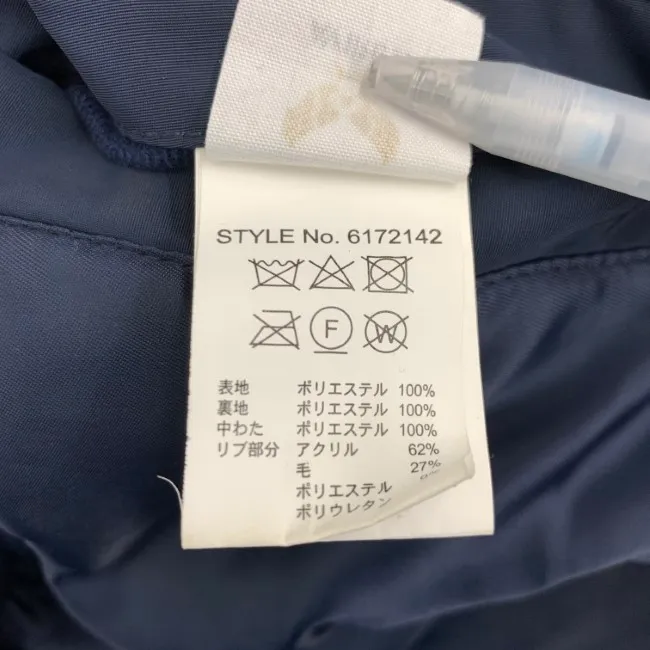 STYLE No. 6172142
F
W
表地 ポリエステル 100%
裏地 ポリエステル 100%
中わた ポリエステル 100%
リブ部分 アクリル 62%
毛 27%
ポリエステル
ポリウレタン